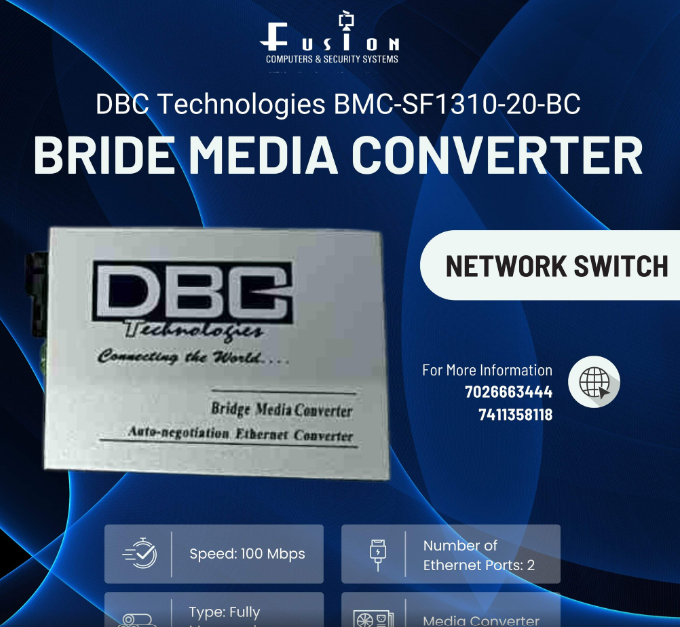 Fusion
COMPUTERS & SECURITY SYSTEMS
DBC Technologies BMC-SF1310-20-BC
BRIDE MEDIA CONVERTER
NETWORK SWITCH
DBC
Technologies
Connecting the World....
Bridge Media Converter
Auto-negotiation Ethernet Converter
For More Information
7026663444
7411358118
Speed: 100 Mbps
Number of
Ethernet Ports: 2
Type: Fully
Media Converter